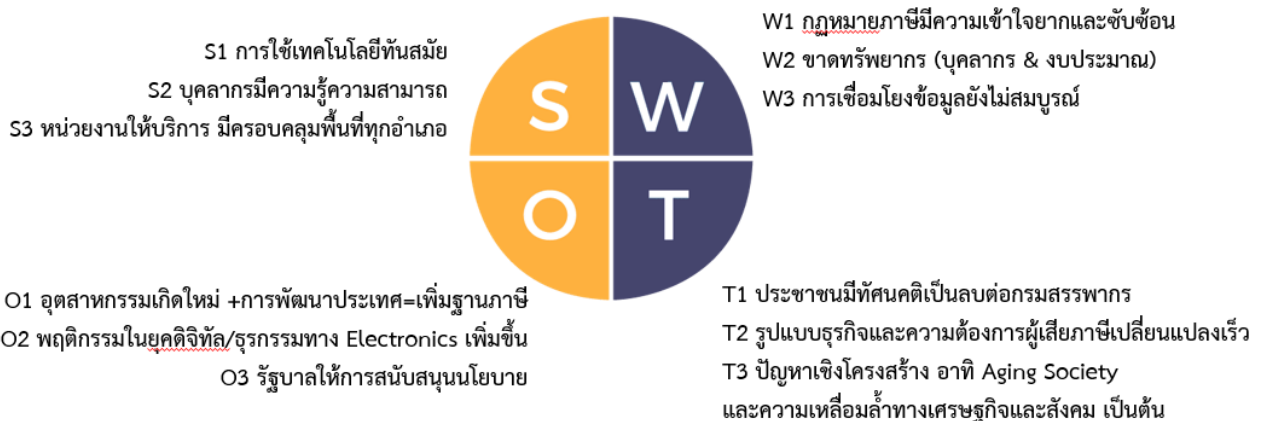 S1 การใช้เทคโนโลยีทันสมัย
S2 บุคลากรมีความรู้ความสามารถ
S3 หน่วยงานให้บริการ มีครอบคลุมพื้นที่ทุกอำเภอ
S W
W1 กฎหมายภาษีมีความเข้าใจยากและซับซ้อน
W2 ขาดทรัพยากร (บุคลากร & งบประมาณ)
W3 การเชื่อมโยงข้อมูลยังไม่สมบูรณ์
O T
O1 อุตสาหกรรมเกิดใหม่ +การพัฒนาประเทศ=เพิ่มฐานภาษี
O2 พฤติกรรมในยุคดิจิทัล/ธุรกรรมทาง Electronics เพิ่มขึ้น
O3 รัฐบาลให้การสนับสนุนนโยบาย
T1 ประชาชนมีทัศนคติเป็นลบต่อกรมสรรพากร
T2 รูปแบบธุรกิจและความต้องการผู้เสียภาษีเปลี่ยนแปลงเร็ว
T3 ปัญหาเชิงโครงสร้าง อาทิ Aging Society
และความเหลื่อมล้ำทางเศรษฐกิจและสังคม เป็นต้น